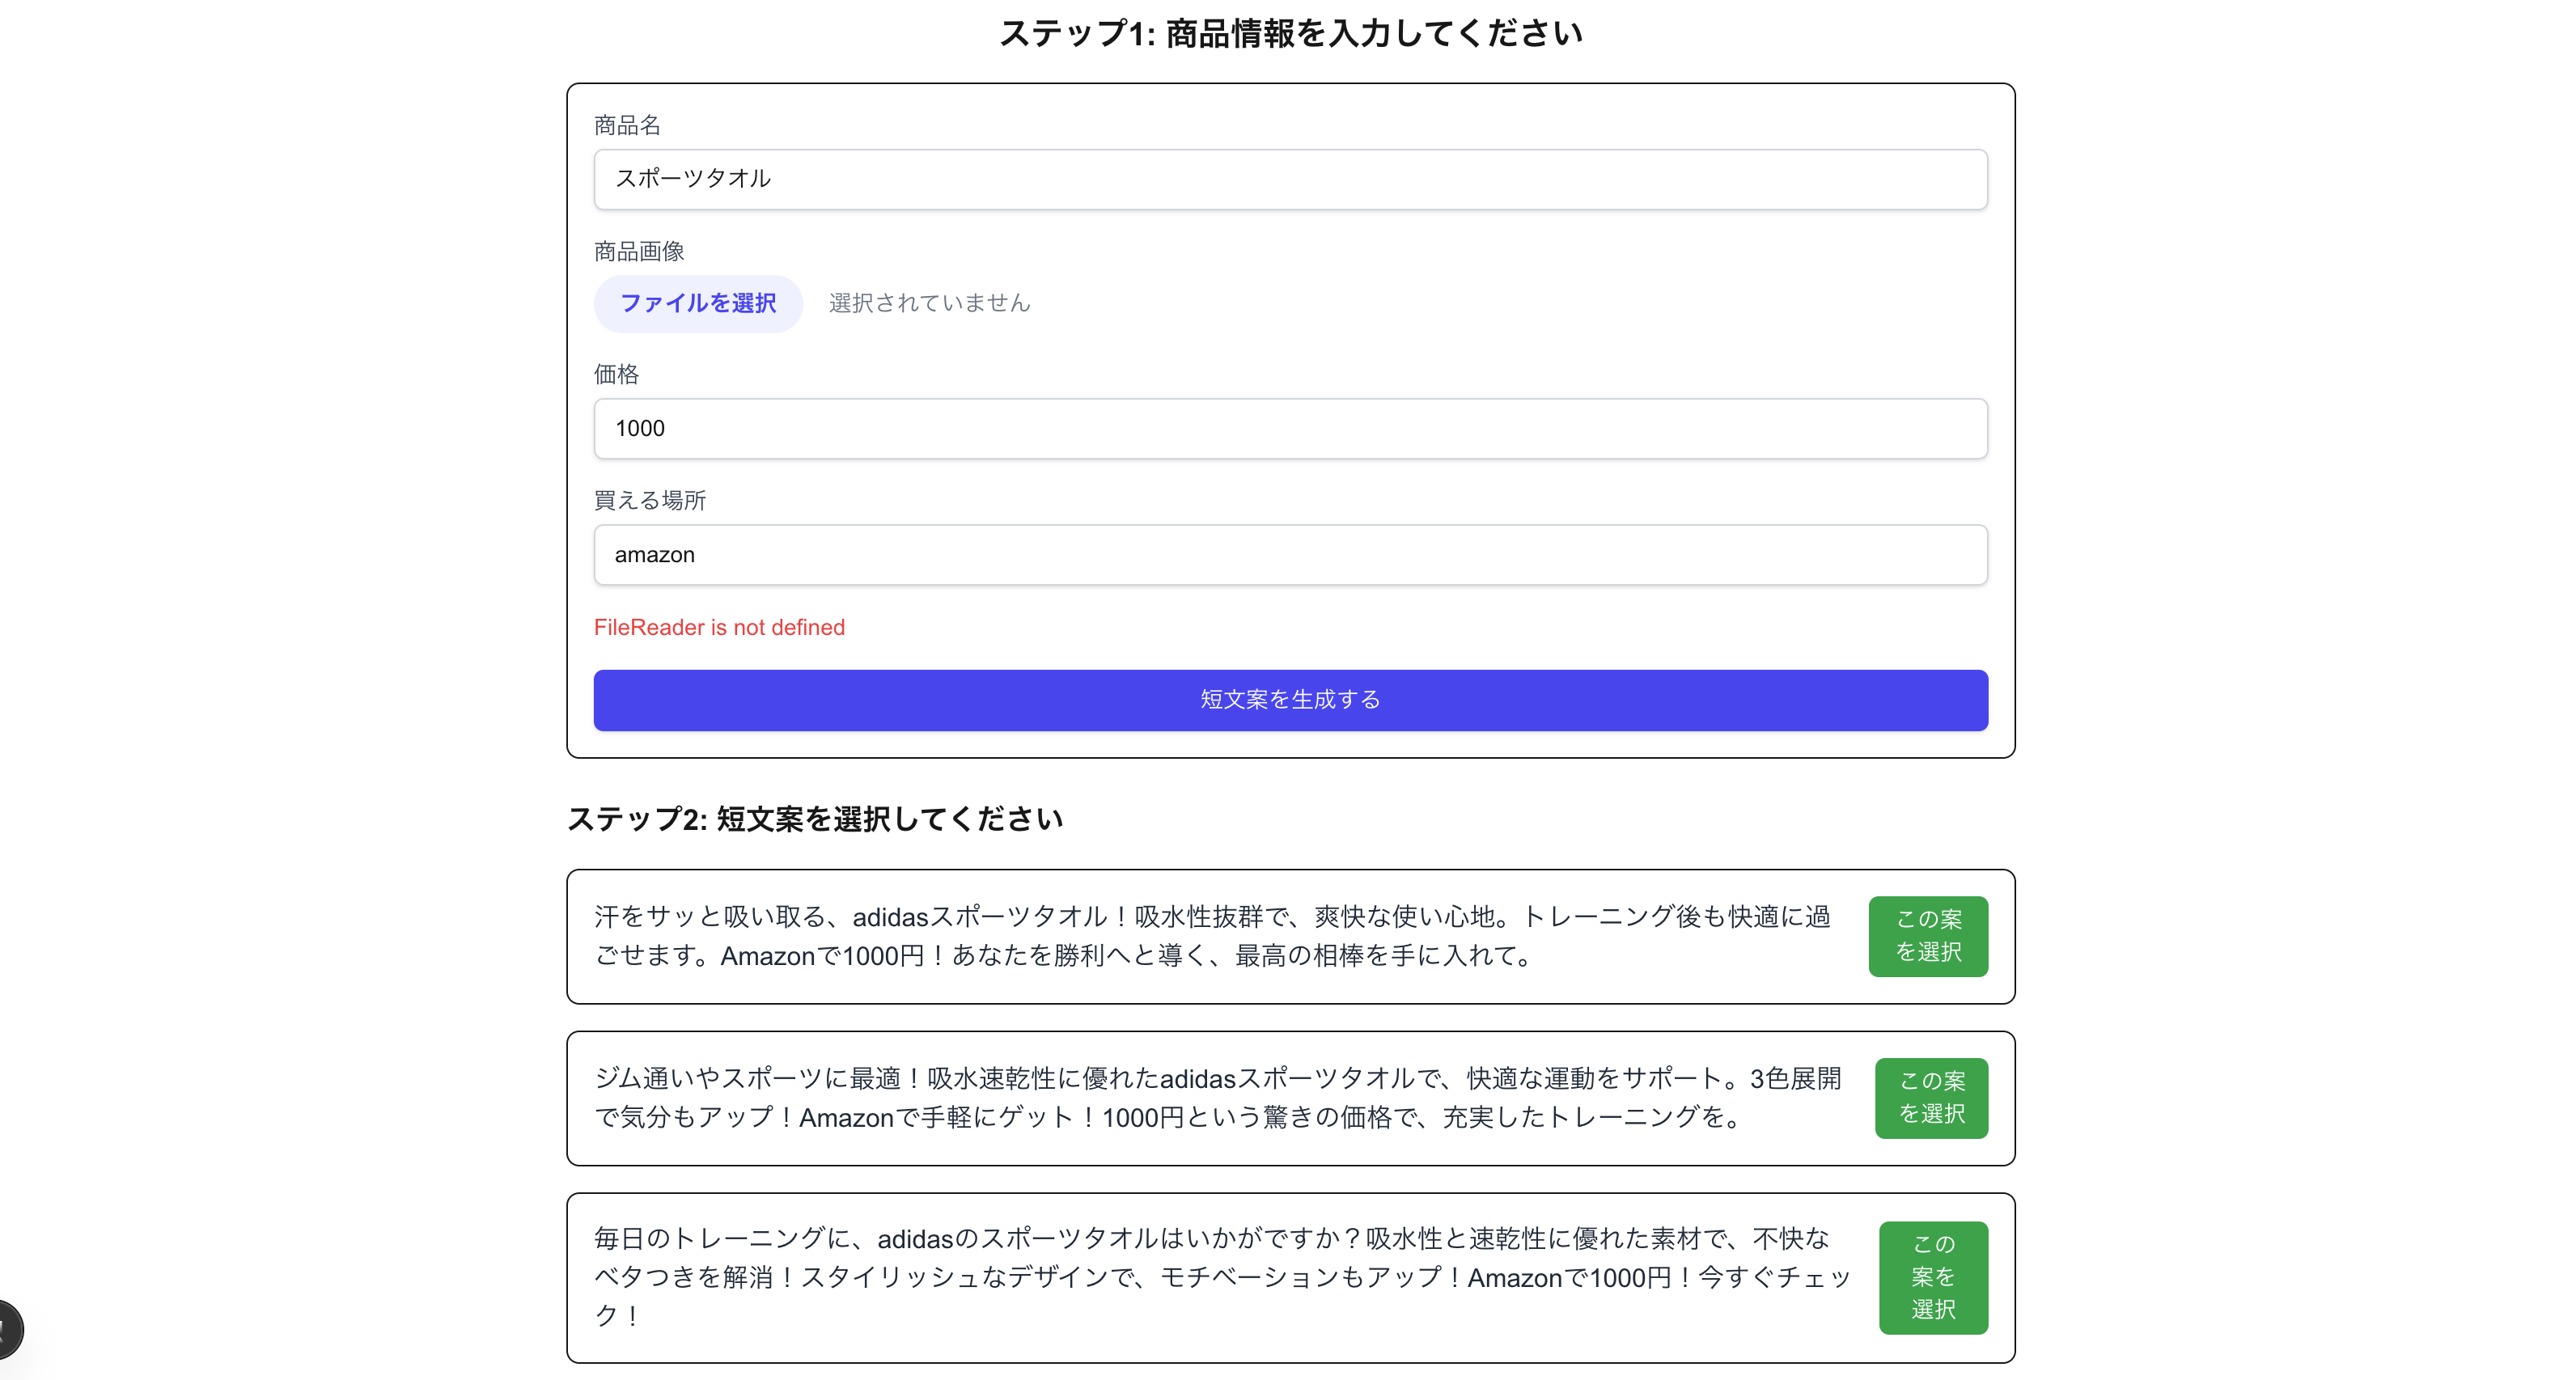 ステップ1: 商品情報を入力してください
商品名
スポーツタオル
商品画像
ファイルを選択 選択されていません
価格
1000
買える場所
amazon
FileReader is not defined
短文案を生成する
ステップ2: 短文案を選択してください
汗をサッと吸い取る、adidasスポーツタオル！吸水性抜群で、爽快な使い心地。トレーニング後も快適に過
ごせます。Amazonで1000円！あなたを勝利へと導く、最高の相棒を手に入れて。
この案
を選択
ジム通いやスポーツに最適！吸水速乾性に優れたadidasスポーツタオルで、快適な運動をサポート。3色展開
で気分もアップ！Amazonで手軽にゲット！1000円という驚きの価格で、充実したトレーニングを。
この案
を選択
毎日のトレーニングに、adidasのスポーツタオルはいかがですか？吸水性と速乾性に優れた素材で、不快な
ベタつきを解消！スタイリッシュなデザインで、モチベーションもアップ！Amazonで1000円！今すぐチェッ
ク！
この
案を
選択